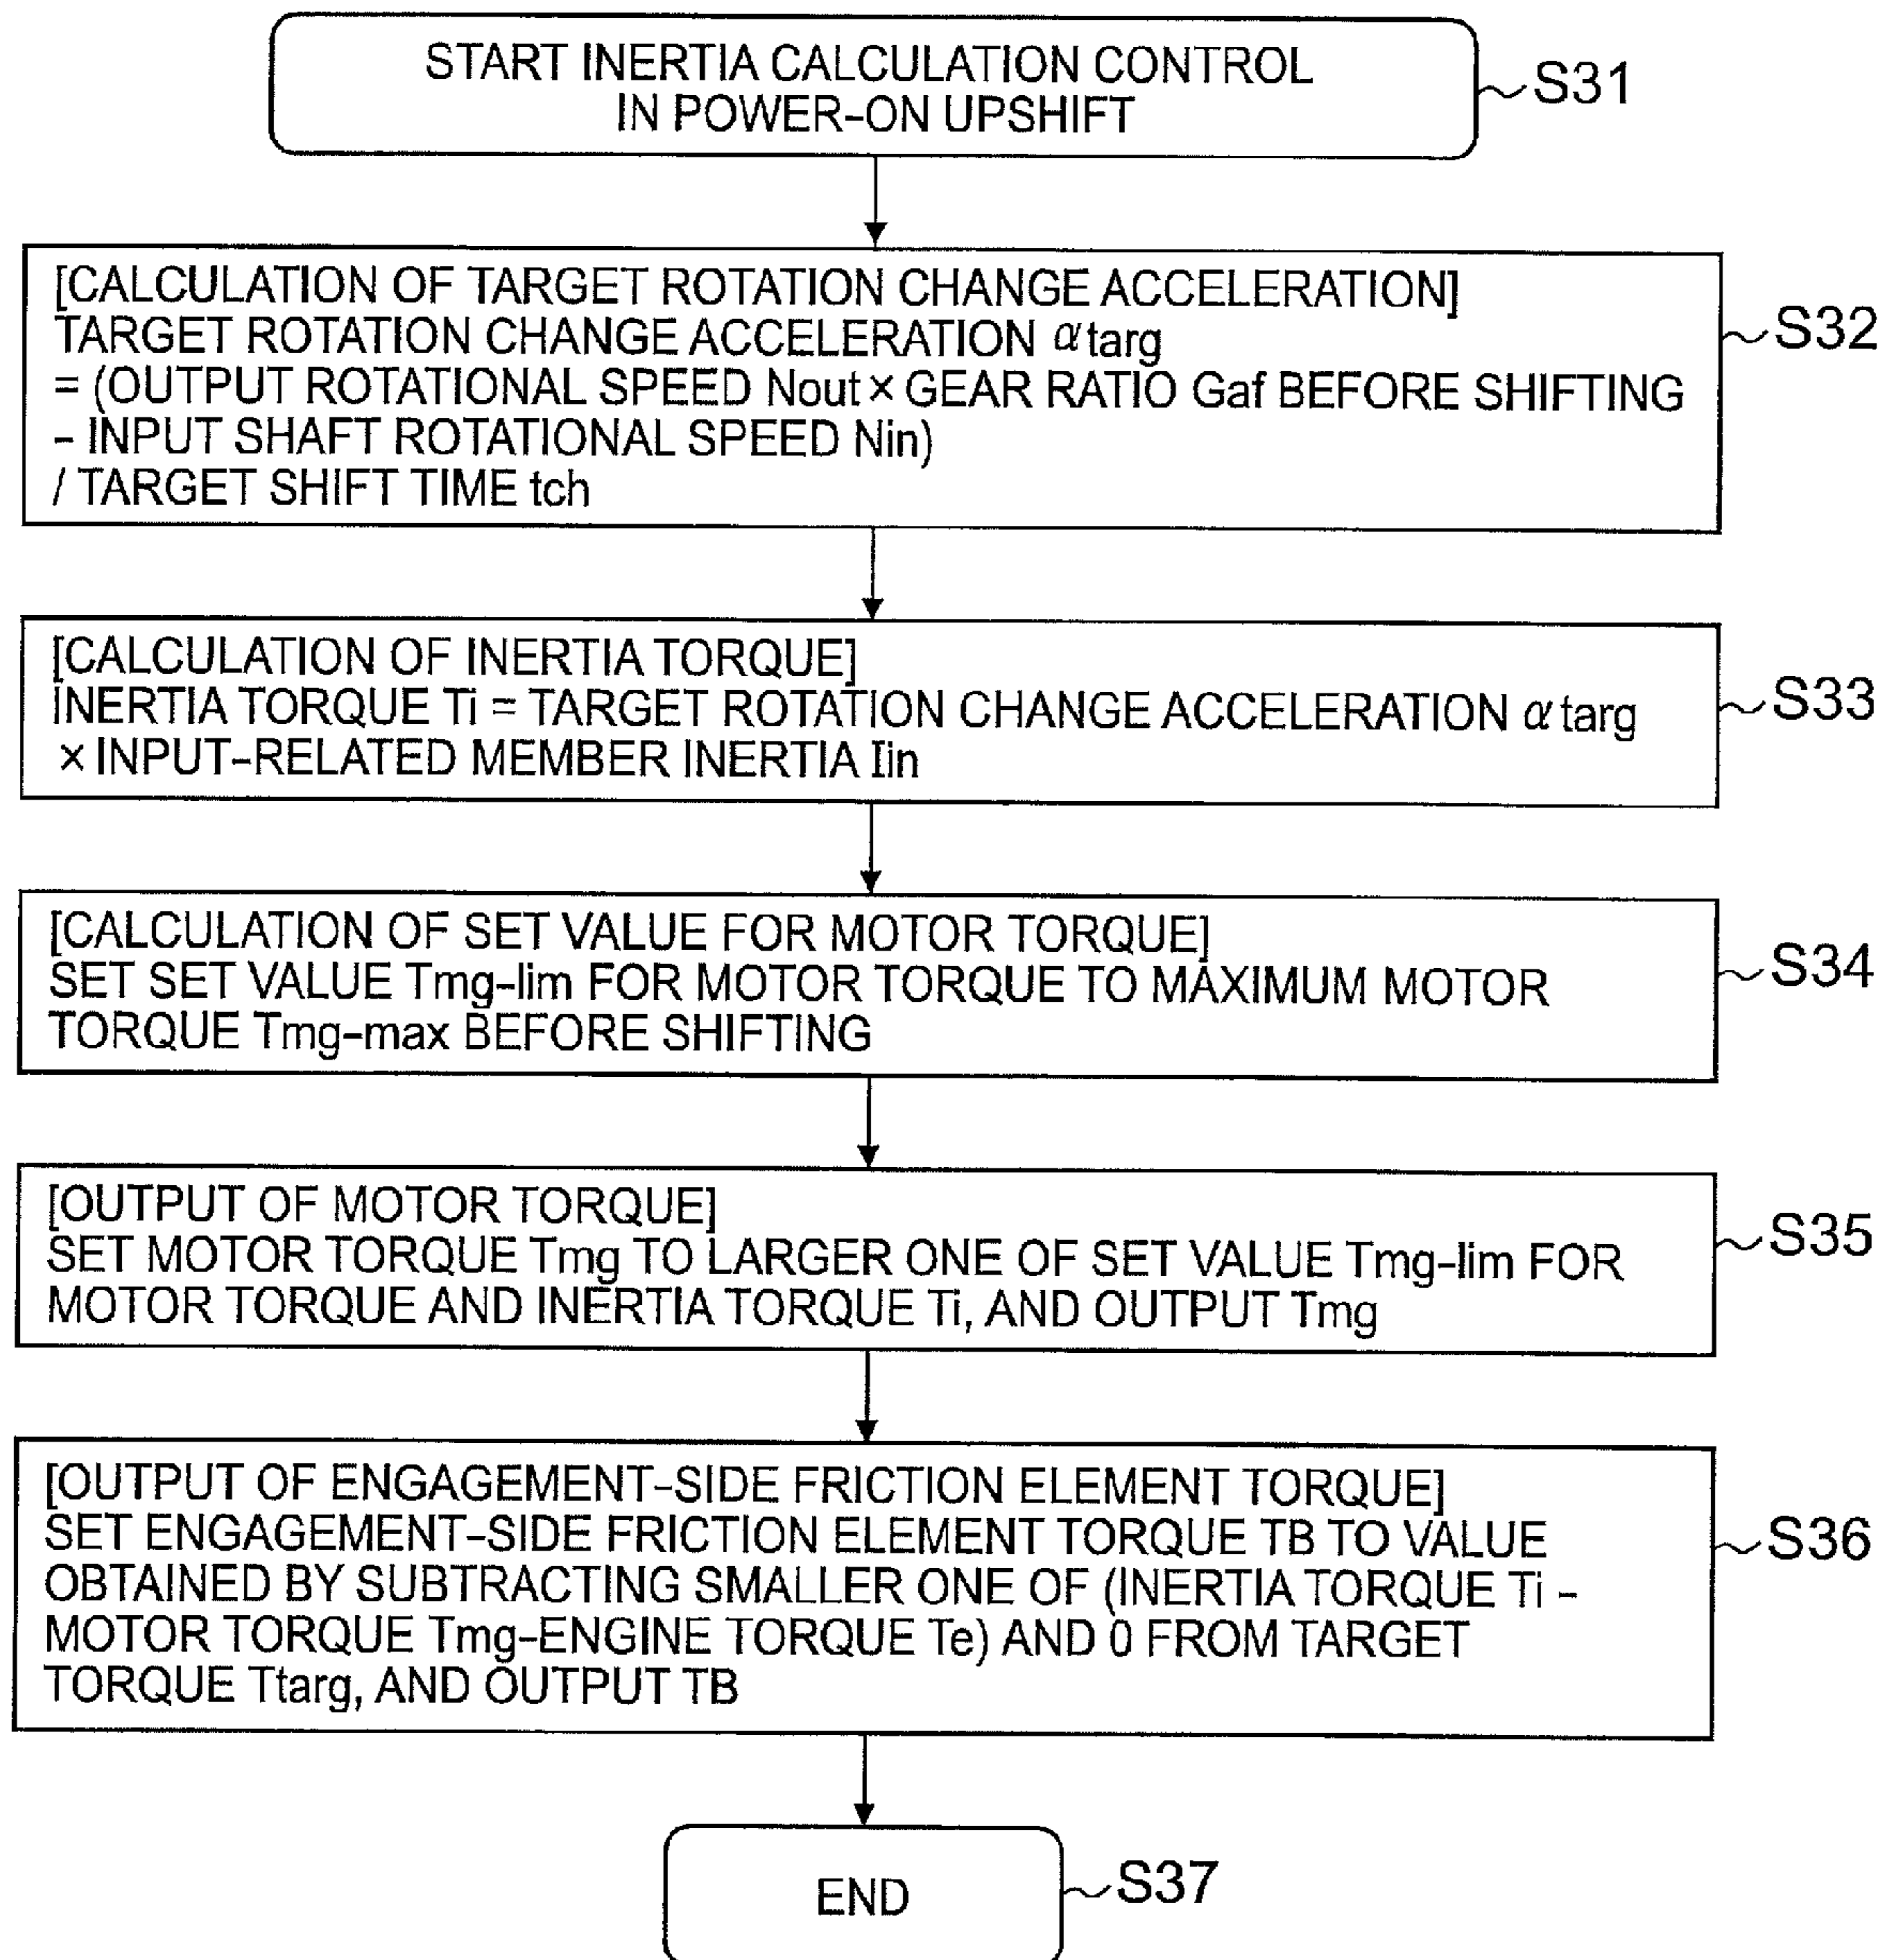 START INERTIA CALCULATION CONTROL
IN POWER-ON UPSHIFT
S31
[CALCULATION OF TARGET ROTATION CHANGE ACCELERATION]
TARGET ROTATION CHANGE ACCELERATION α targ
= (OUTPUT ROTATIONAL SPEED Nout × GEAR RATIO Gaf BEFORE SHIFTING
- INPUT SHAFT ROTATIONAL SPEED Nin)
/ TARGET SHIFT TIME tch
S32
[CALCULATION OF INERTIA TORQUE]
INERTIA TORQUE Ti = TARGET ROTATION CHANGE ACCELERATION α targ
× INPUT-RELATED MEMBER INERTIA Iin
S33
[CALCULATION OF SET VALUE FOR MOTOR TORQUE]
SET SET VALUE Tmg-lim FOR MOTOR TORQUE TO MAXIMUM MOTOR
TORQUE Tmg-max BEFORE SHIFTING
S34
[OUTPUT OF MOTOR TORQUE]
SET MOTOR TORQUE Tmg TO LARGER ONE OF SET VALUE Tmg-lim FOR
MOTOR TORQUE AND INERTIA TORQUE Ti, AND OUTPUT Tmg
S35
[OUTPUT OF ENGAGEMENT-SIDE FRICTION ELEMENT TORQUE]
SET ENGAGEMENT-SIDE FRICTION ELEMENT TORQUE TB TO VALUE
OBTAINED BY SUBTRACTING SMALLER ONE OF (INERTIA TORQUE Ti -
MOTOR TORQUE Tmg-ENGINE TORQUE Te) AND 0 FROM TARGET
TORQUE Ttarg, AND OUTPUT TB
S36
END
S37